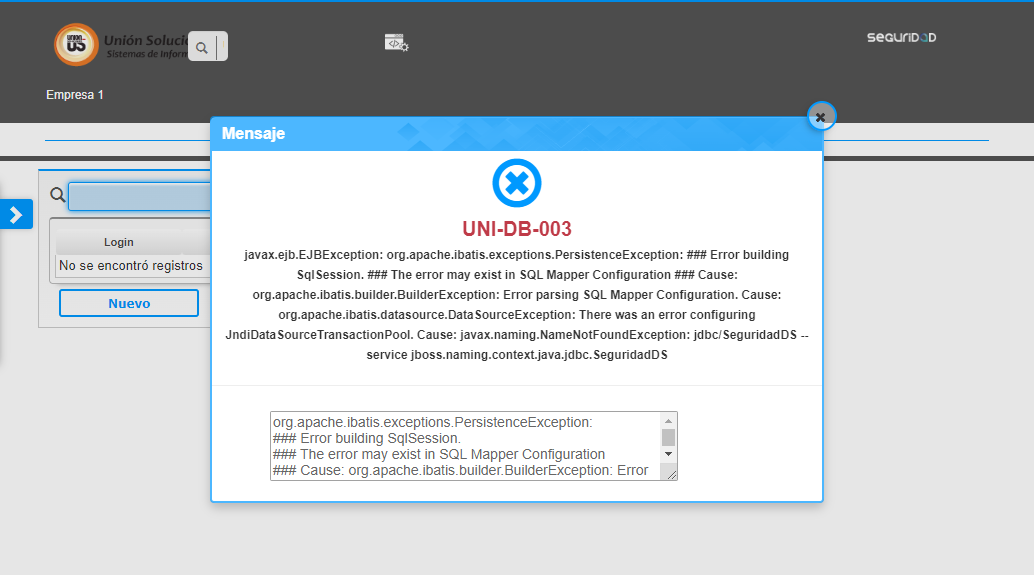 UNION
US
Unión Soluci
Sistemas de Inform
SEGURIDAD
Empresa 1
Mensaje
UNI-DB-003
javax.ejb.EJBException: org.apache.ibatis.exceptions.PersistenceException: ### Error building
SqlSession. ### The error may exist in SQL Mapper Configuration ### Cause:
org.apache.ibatis.builder.BuilderException: Error parsing SQL Mapper Configuration. Cause:
org.apache.ibatis.datasource.DataSourceException: There was an error configuring
JndiDataSourceTransactionPool. Cause: javax.naming.NameNotFoundException: jdbc/SeguridadDS --
service jboss.naming.context.java.jdbc.SeguridadDS
Login
No se encontró registros
Nuevo
org.apache.ibatis.exceptions.PersistenceException:
### Error building SqlSession.
### The error may exist in SQL Mapper Configuration
### Cause: org.apache.ibatis.builder.BuilderException: Error